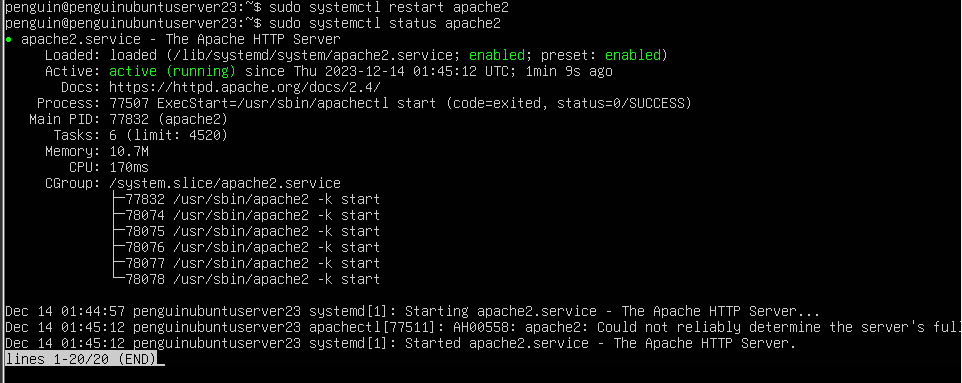 penguin@penguinubuntuserver23:~$ sudo systemctl restart apache2
penguin@penguinubuntuserver23:~$ sudo systemctl status apache2
● apache2.service - The Apache HTTP Server
     Loaded: loaded (/lib/systemd/system/apache2.service; enabled; preset: enabled)
     Active: active (running) since Thu 2023-12-14 01:45:12 UTC; 1min 9s ago
       Docs: https://httpd.apache.org/docs/2.4/
    Process: 77507 ExecStart=/usr/sbin/apachectl start (code=exited, status=0/SUCCESS)
   Main PID: 77832 (apache2)
      Tasks: 6 (limit: 4520)
     Memory: 10.7M
        CPU: 170ms
     CGroup: /system.slice/apache2.service
             ├─77832 /usr/sbin/apache2 -k start
             ├─78074 /usr/sbin/apache2 -k start
             ├─78075 /usr/sbin/apache2 -k start
             ├─78076 /usr/sbin/apache2 -k start
             ├─78077 /usr/sbin/apache2 -k start
             └─78078 /usr/sbin/apache2 -k start
Dec 14 01:44:57 penguinubuntuserver23 systemd[1]: Starting apache2.service - The Apache HTTP Server...
Dec 14 01:45:12 penguinubuntuserver23 apachectl[77511]: AH00558: apache2: Could not reliably determine the server's full
Dec 14 01:45:12 penguinubuntuserver23 systemd[1]: Started apache2.service - The Apache HTTP Server.
lines 1-20/20 (END)